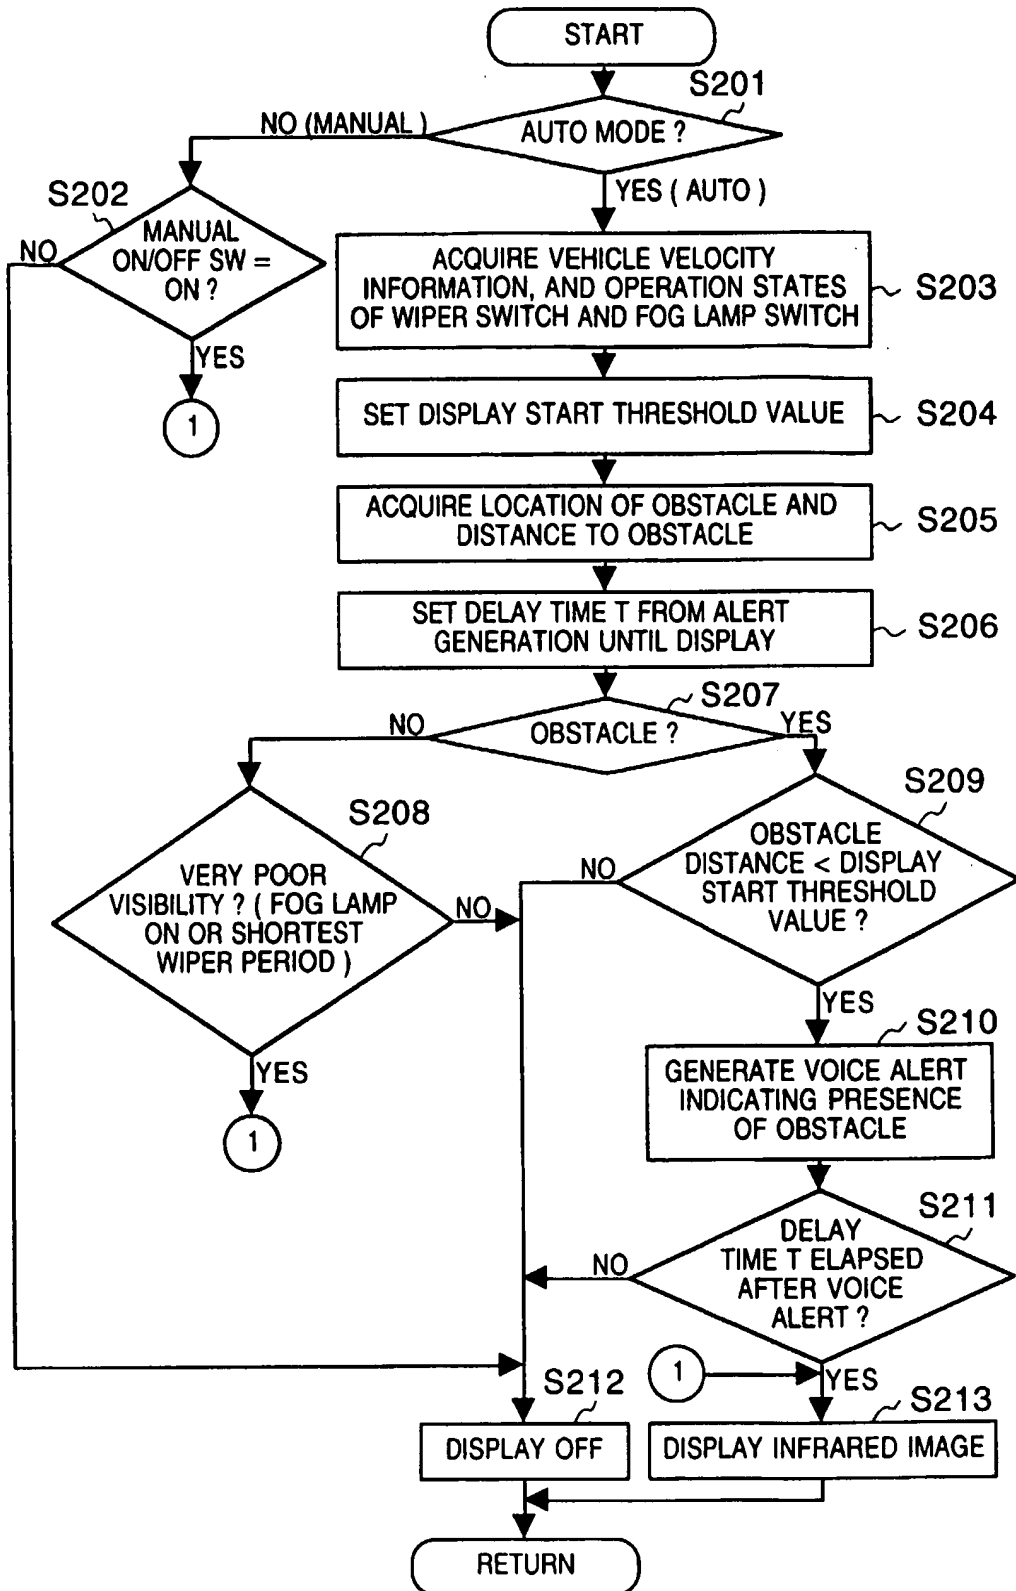 START
S201
NO (MANUAL )
AUTO MODE ?
YES ( AUTO )
S202
NO
MANUAL
ON/OFF SW =
ON ?
YES
1
ACQUIRE VEHICLE VELOCITY
INFORMATION, AND OPERATION STATES
OF WIPER SWITCH AND FOG LAMP SWITCH
S203
SET DISPLAY START THRESHOLD VALUE
S204
ACQUIRE LOCATION OF OBSTACLE AND
DISTANCE TO OBSTACLE
S205
SET DELAY TIME T FROM ALERT
GENERATION UNTIL DISPLAY
S206
S207
NO
OBSTACLE ?
YES
S208
VERY POOR
VISIBILITY ? ( FOG LAMP
ON OR SHORTEST
WIPER PERIOD )
NO
YES
1
S209
OBSTACLE
DISTANCE < DISPLAY
START THRESHOLD
VALUE ?
NO
YES
S210
GENERATE VOICE ALERT
INDICATING PRESENCE
OF OBSTACLE
S211
DELAY
TIME T ELAPSED
AFTER VOICE
ALERT ?
NO
YES
1
S212
DISPLAY OFF
S213
DISPLAY INFRARED IMAGE
RETURN